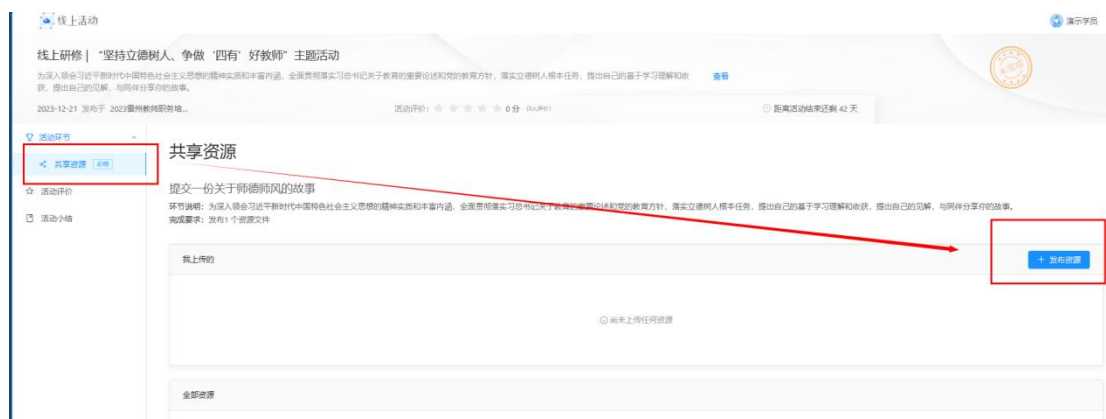 线上活动
演示学员
线上研修| “坚持立德树人、争做‘四有’好教师”主题活动
为深入领会习近平新时代中国特色社会主义思想的精神实质和丰富内涵，全面贯彻落实习总书记关于教育的重要论述和党的教育方针，落实立德树人根本任务，提出自己的基于学习理解和收
获，提出自己的见解，与同伴分享你的故事。
查看
2023-12-21 发布于 2023雷州教师职务培...
活动评价: 0分 (0人评价)
距离活动结束还剩 42 天
未完成
活动环节
共享资源 必修
活动评价
活动小结
共享资源
提交一份关于师德师风的故事
环节说明：为深入领会习近平新时代中国特色社会主义思想的精神实质和丰富内涵，全面贯彻落实习总书记关于教育的重要论述和党的教育方针，落实立德树人根本任务，提出自己的基于学习理解和收获，提出自己的见解，与同伴分享你的故事。
完成要求：发布1个资源文件
我上传的
+ 发布资源
尚未上传任何资源
全部资源